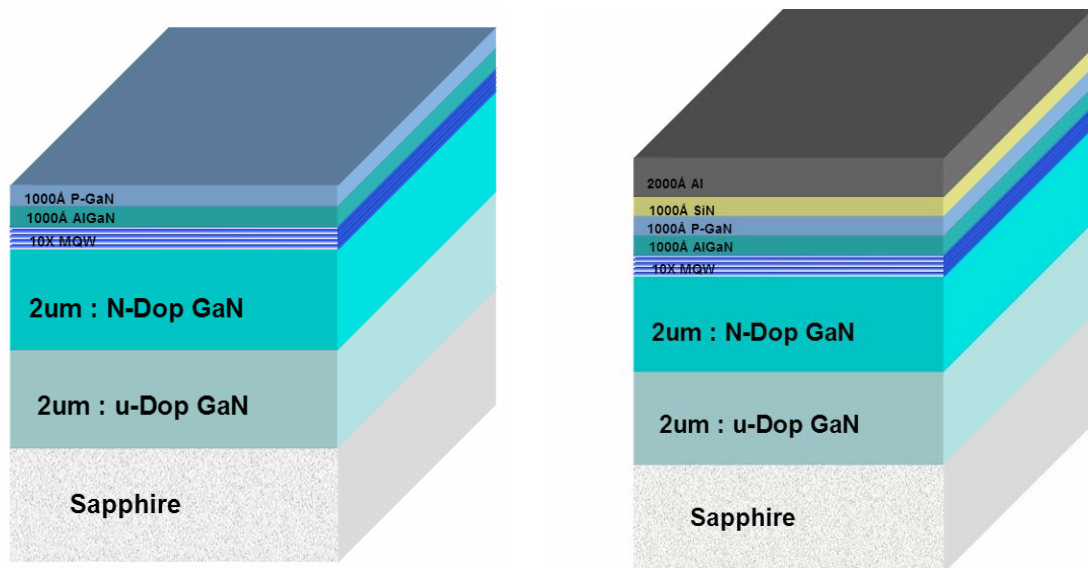 1000Å P-GaN
1000Å AlGaN
10X MQW
2um : N-Dop GaN
2um : u-Dop GaN
Sapphire
2000Å Al
1000Å SiN
1000Å P-GaN
1000Å AlGaN
10X MQW
2um : N-Dop GaN
2um : u-Dop GaN
Sapphire